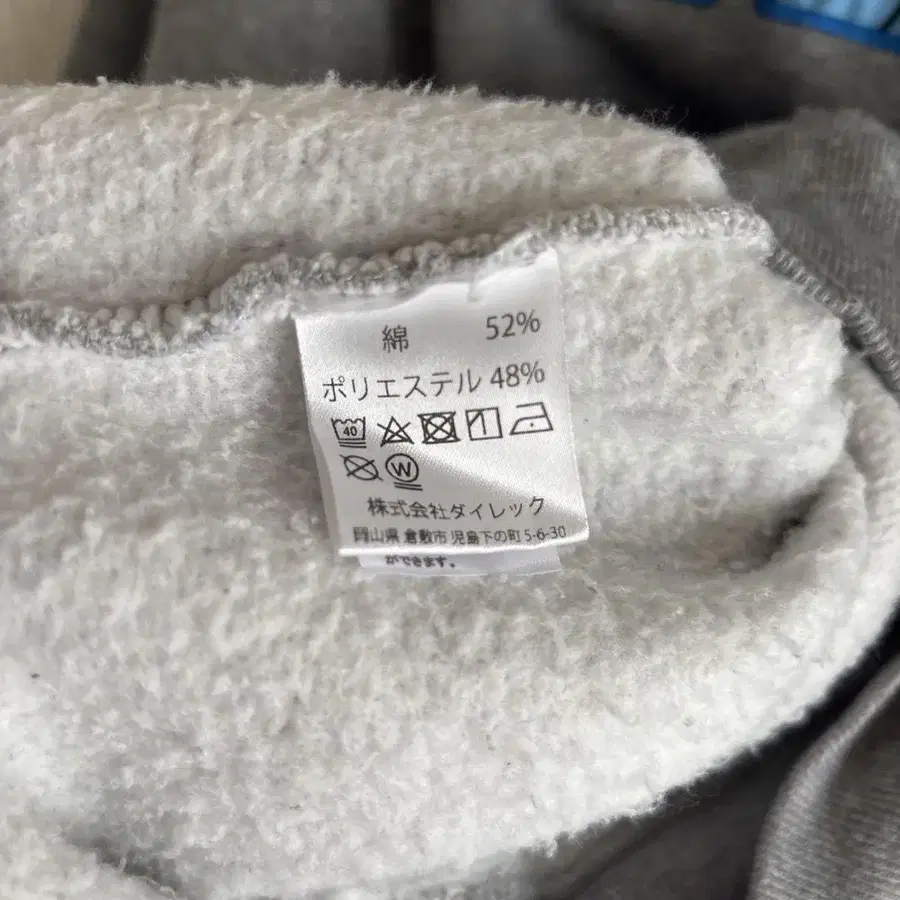 綿 52%
ポリエステル 48%
40
W
株式会社ダイレック
岡山県 倉敷市 児島下の町 5-6-30
ができます。